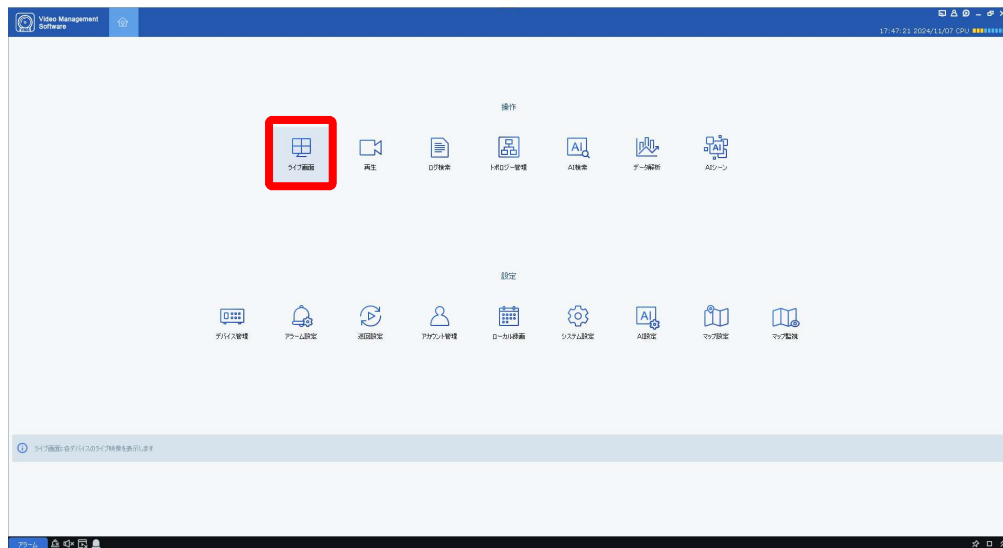 Video Management
Software
17:47:21 2024/11/07 CPU
操作
ライブ画面
再生
ログ検索
トポロジー管理
AI検索
データ解析
AIシーン
設定
デバイス管理
アラーム設定
巡回設定
アカウント管理
ローカル録画
システム設定
AI設定
マップ設定
マップ監視
ライブ画面:各デバイスのライブ映像を表示します
アラーム